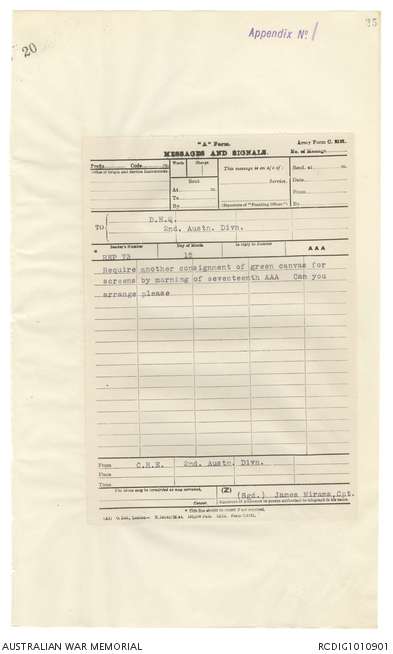 Appendix No 1
25
20
"A" Form.
Army Form C. 2121.
MESSAGES AND SIGNALS.
No. of Message
Prefix Code m.
Office of Origin and Service Instructions.
Words Charge
Sent
At m.
To
By
This message is on a/c of:
Service.
(Signature of "Franking Officer")
Recd. at m.
Date
From
By
TO
D.H.Q.
2nd. Austn. Divn.
Sender's Number Day of Month In reply to Number AAA
12
Require another consignment of green canvas for
screens by morning of seventeenth AAA Can you
arrange please
From C.R.E. 2nd. Austn. Divn.
Place
Time
The above may be forwarded as now corrected.
(Z)
Censor.
(Sgd.) James Mirams, Cpt.
Signature of Addressor or person authorised to telegraph in his name.
* This line should be erased if not required.
AUSTRALIAN WAR MEMORIAL
RCDIG1010901